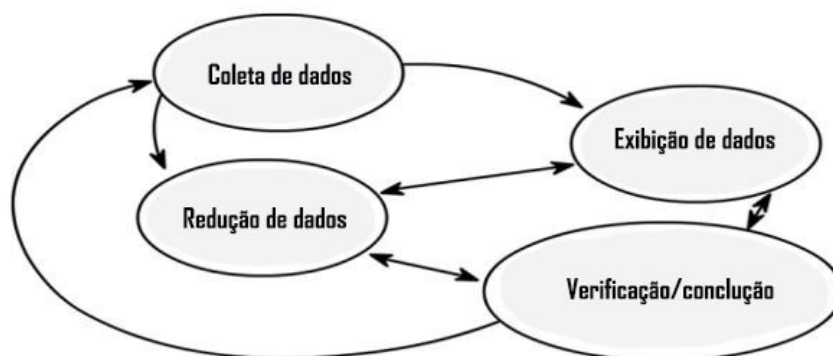 Coleta de dados
Exibição de dados
Redução de dados
Verificação/conclução